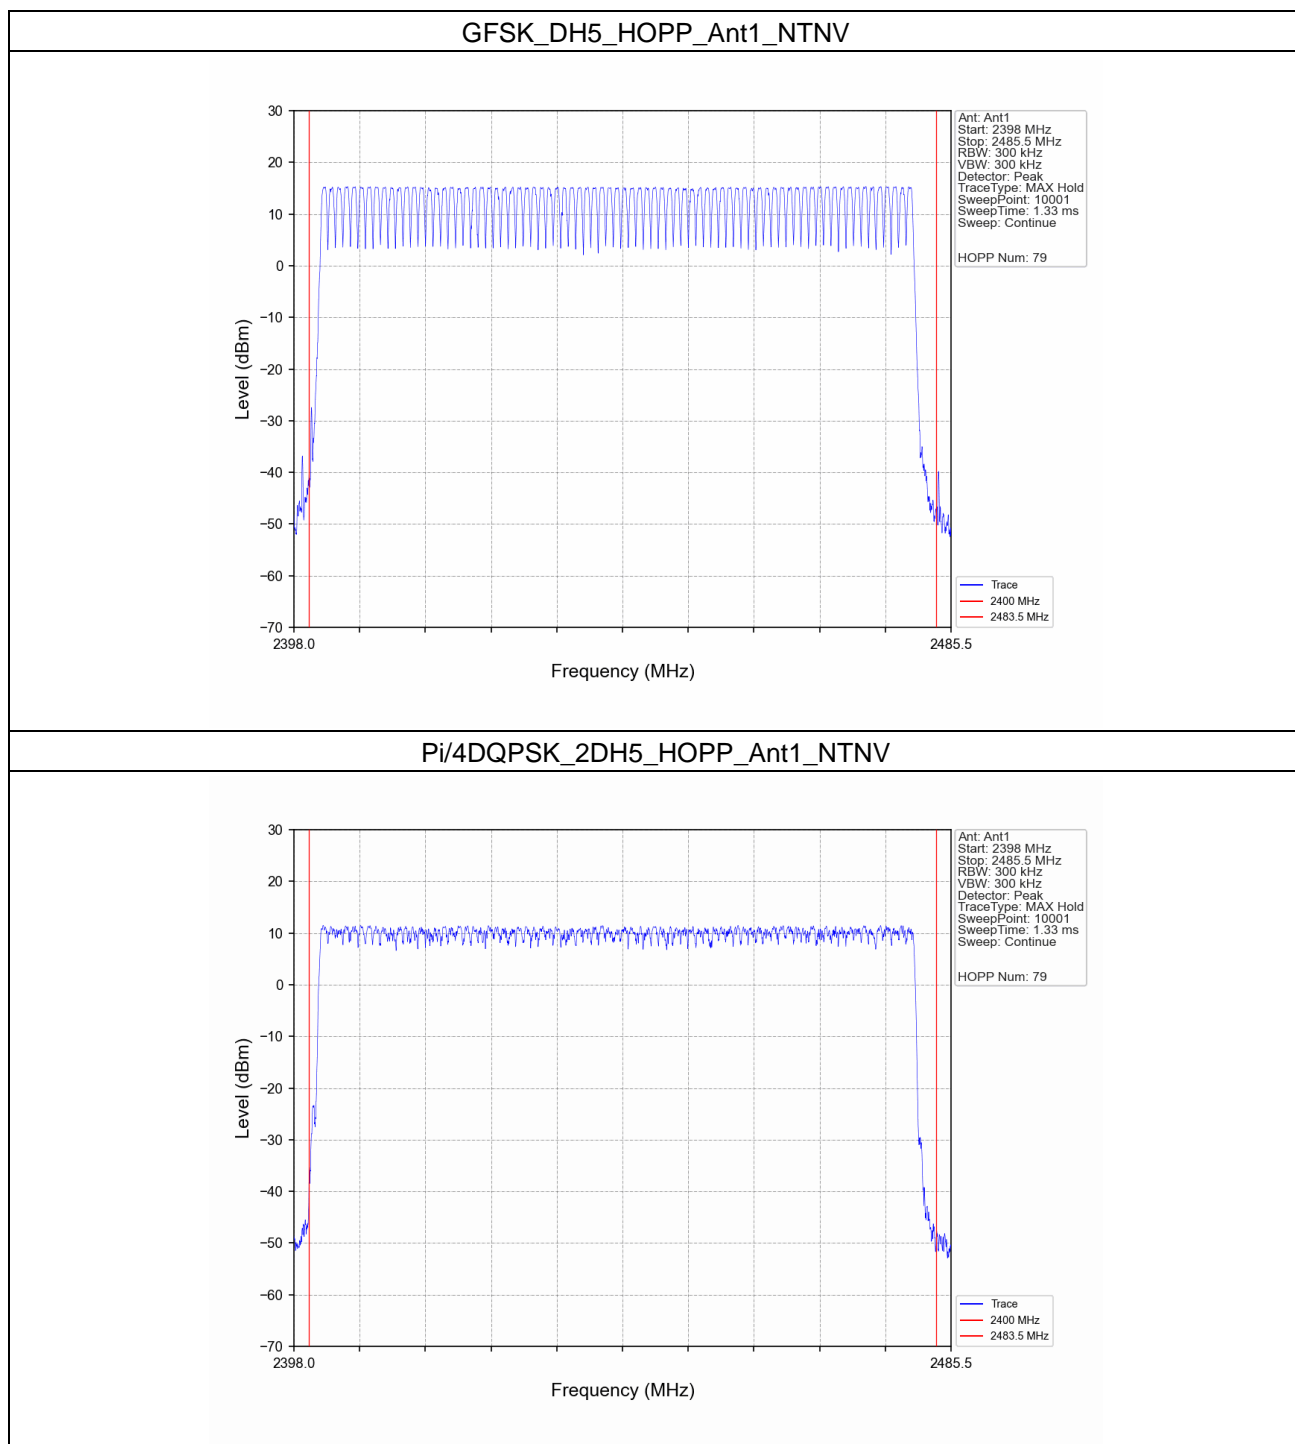 GFSK_DH5_HOPP_Ant1_NTNV
30
20
10
0
−10
−20
−30
−40
−50
−60
−70
Level (dBm)
2398.0
2485.5
Frequency (MHz)
Ant: Ant1
Start: 2398 MHz
Stop: 2485.5 MHz
RBW: 300 kHz
VBW: 300 kHz
Detector: Peak
TraceType: MAX Hold
SweepPoint: 10001
SweepTime: 1.33 ms
Sweep: Continue
HOPP Num: 79
Trace
2400 MHz
2483.5 MHz
Pi/4DQPSK_2DH5_HOPP_Ant1_NTNV
30
20
10
0
−10
−20
−30
−40
−50
−60
−70
Level (dBm)
2398.0
2485.5
Frequency (MHz)
Ant: Ant1
Start: 2398 MHz
Stop: 2485.5 MHz
RBW: 300 kHz
VBW: 300 kHz
Detector: Peak
TraceType: MAX Hold
SweepPoint: 10001
SweepTime: 1.33 ms
Sweep: Continue
HOPP Num: 79
Trace
2400 MHz
2483.5 MHz